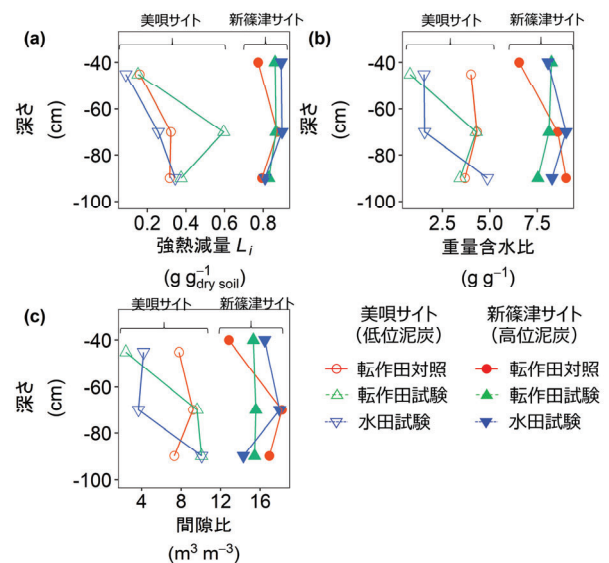 (a)
美唄サイト
新篠津サイト
-40
-60
-80
-100
深さ
(cm)
0.2 0.4 0.6 0.8
強熱減量 Lᵢ
(g g⁻¹ dry soil)
(b)
美唄サイト
新篠津サイト
-40
-60
-80
-100
深さ
(cm)
2.5 5.0 7.5
重量含水比
(g g⁻¹)
(c)
美唄サイト
新篠津サイト
-40
-60
-80
-100
深さ
(cm)
4 8 12 16
間隙比
(m³ m⁻³)
美唄サイト
(低位泥炭)
転作田対照
転作田試験
水田試験
新篠津サイト
(高位泥炭)
転作田対照
転作田試験
水田試験